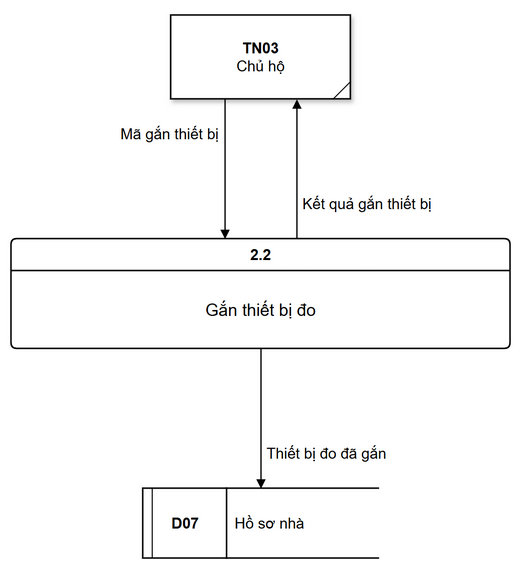 TN03
Chủ hộ
Mã gắn thiết bị
Kết quả gắn thiết bị
2.2
Gắn thiết bị đo
Thiết bị đo đã gắn
D07
Hồ sơ nhà